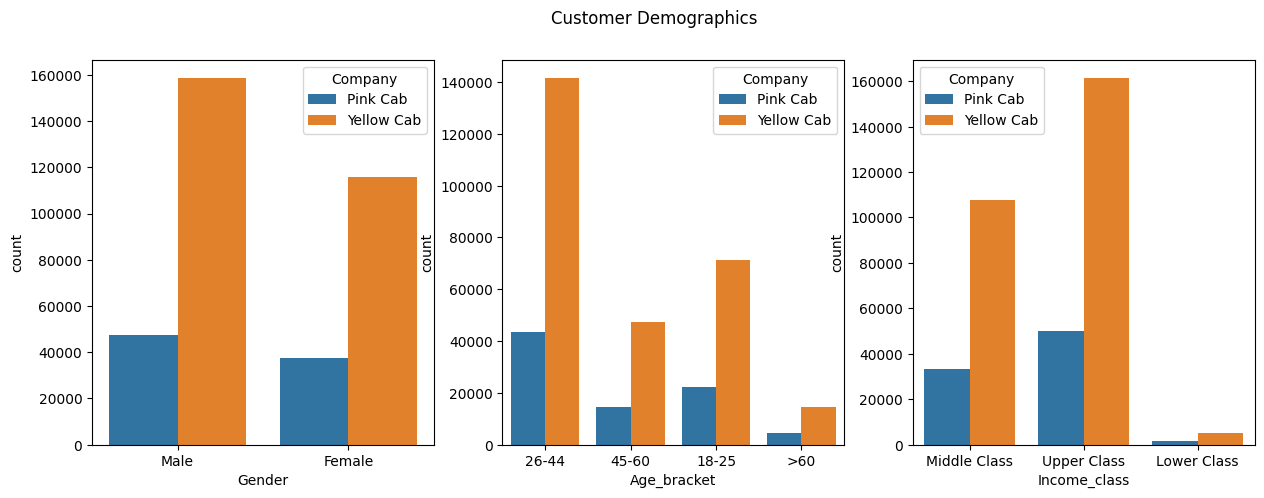 Customer Demographics
160000
140000
120000
100000
80000
60000
40000
20000
0
count
Male
Female
Gender
Company
Pink Cab
Yellow Cab
140000
120000
100000
80000
60000
40000
20000
0
count
26-44
45-60
18-25
>60
Age_bracket
Company
Pink Cab
Yellow Cab
160000
140000
120000
100000
80000
60000
40000
20000
0
count
Middle Class
Upper Class
Lower Class
Income_class
Company
Pink Cab
Yellow Cab